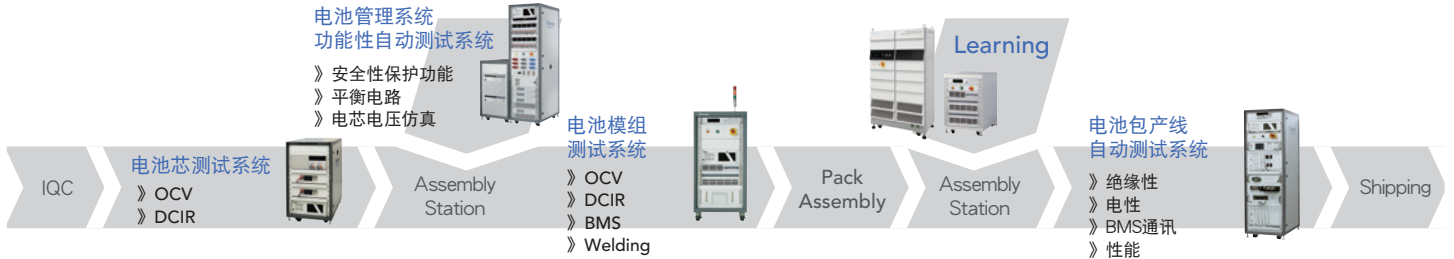 IQC
电池芯测试系统
》OCV
》DCIR
电池管理系统
功能性自动测试系统
》安全性保护功能
》平衡电路
》电芯电压仿真
Assembly
Station
电池模组
测试系统
》OCV
》DCIR
》BMS
》Welding
Pack
Assembly
Learning
Assembly
Station
电池包产线
自动测试系统
》绝缘性
》电性
》BMS通讯
》性能
Shipping